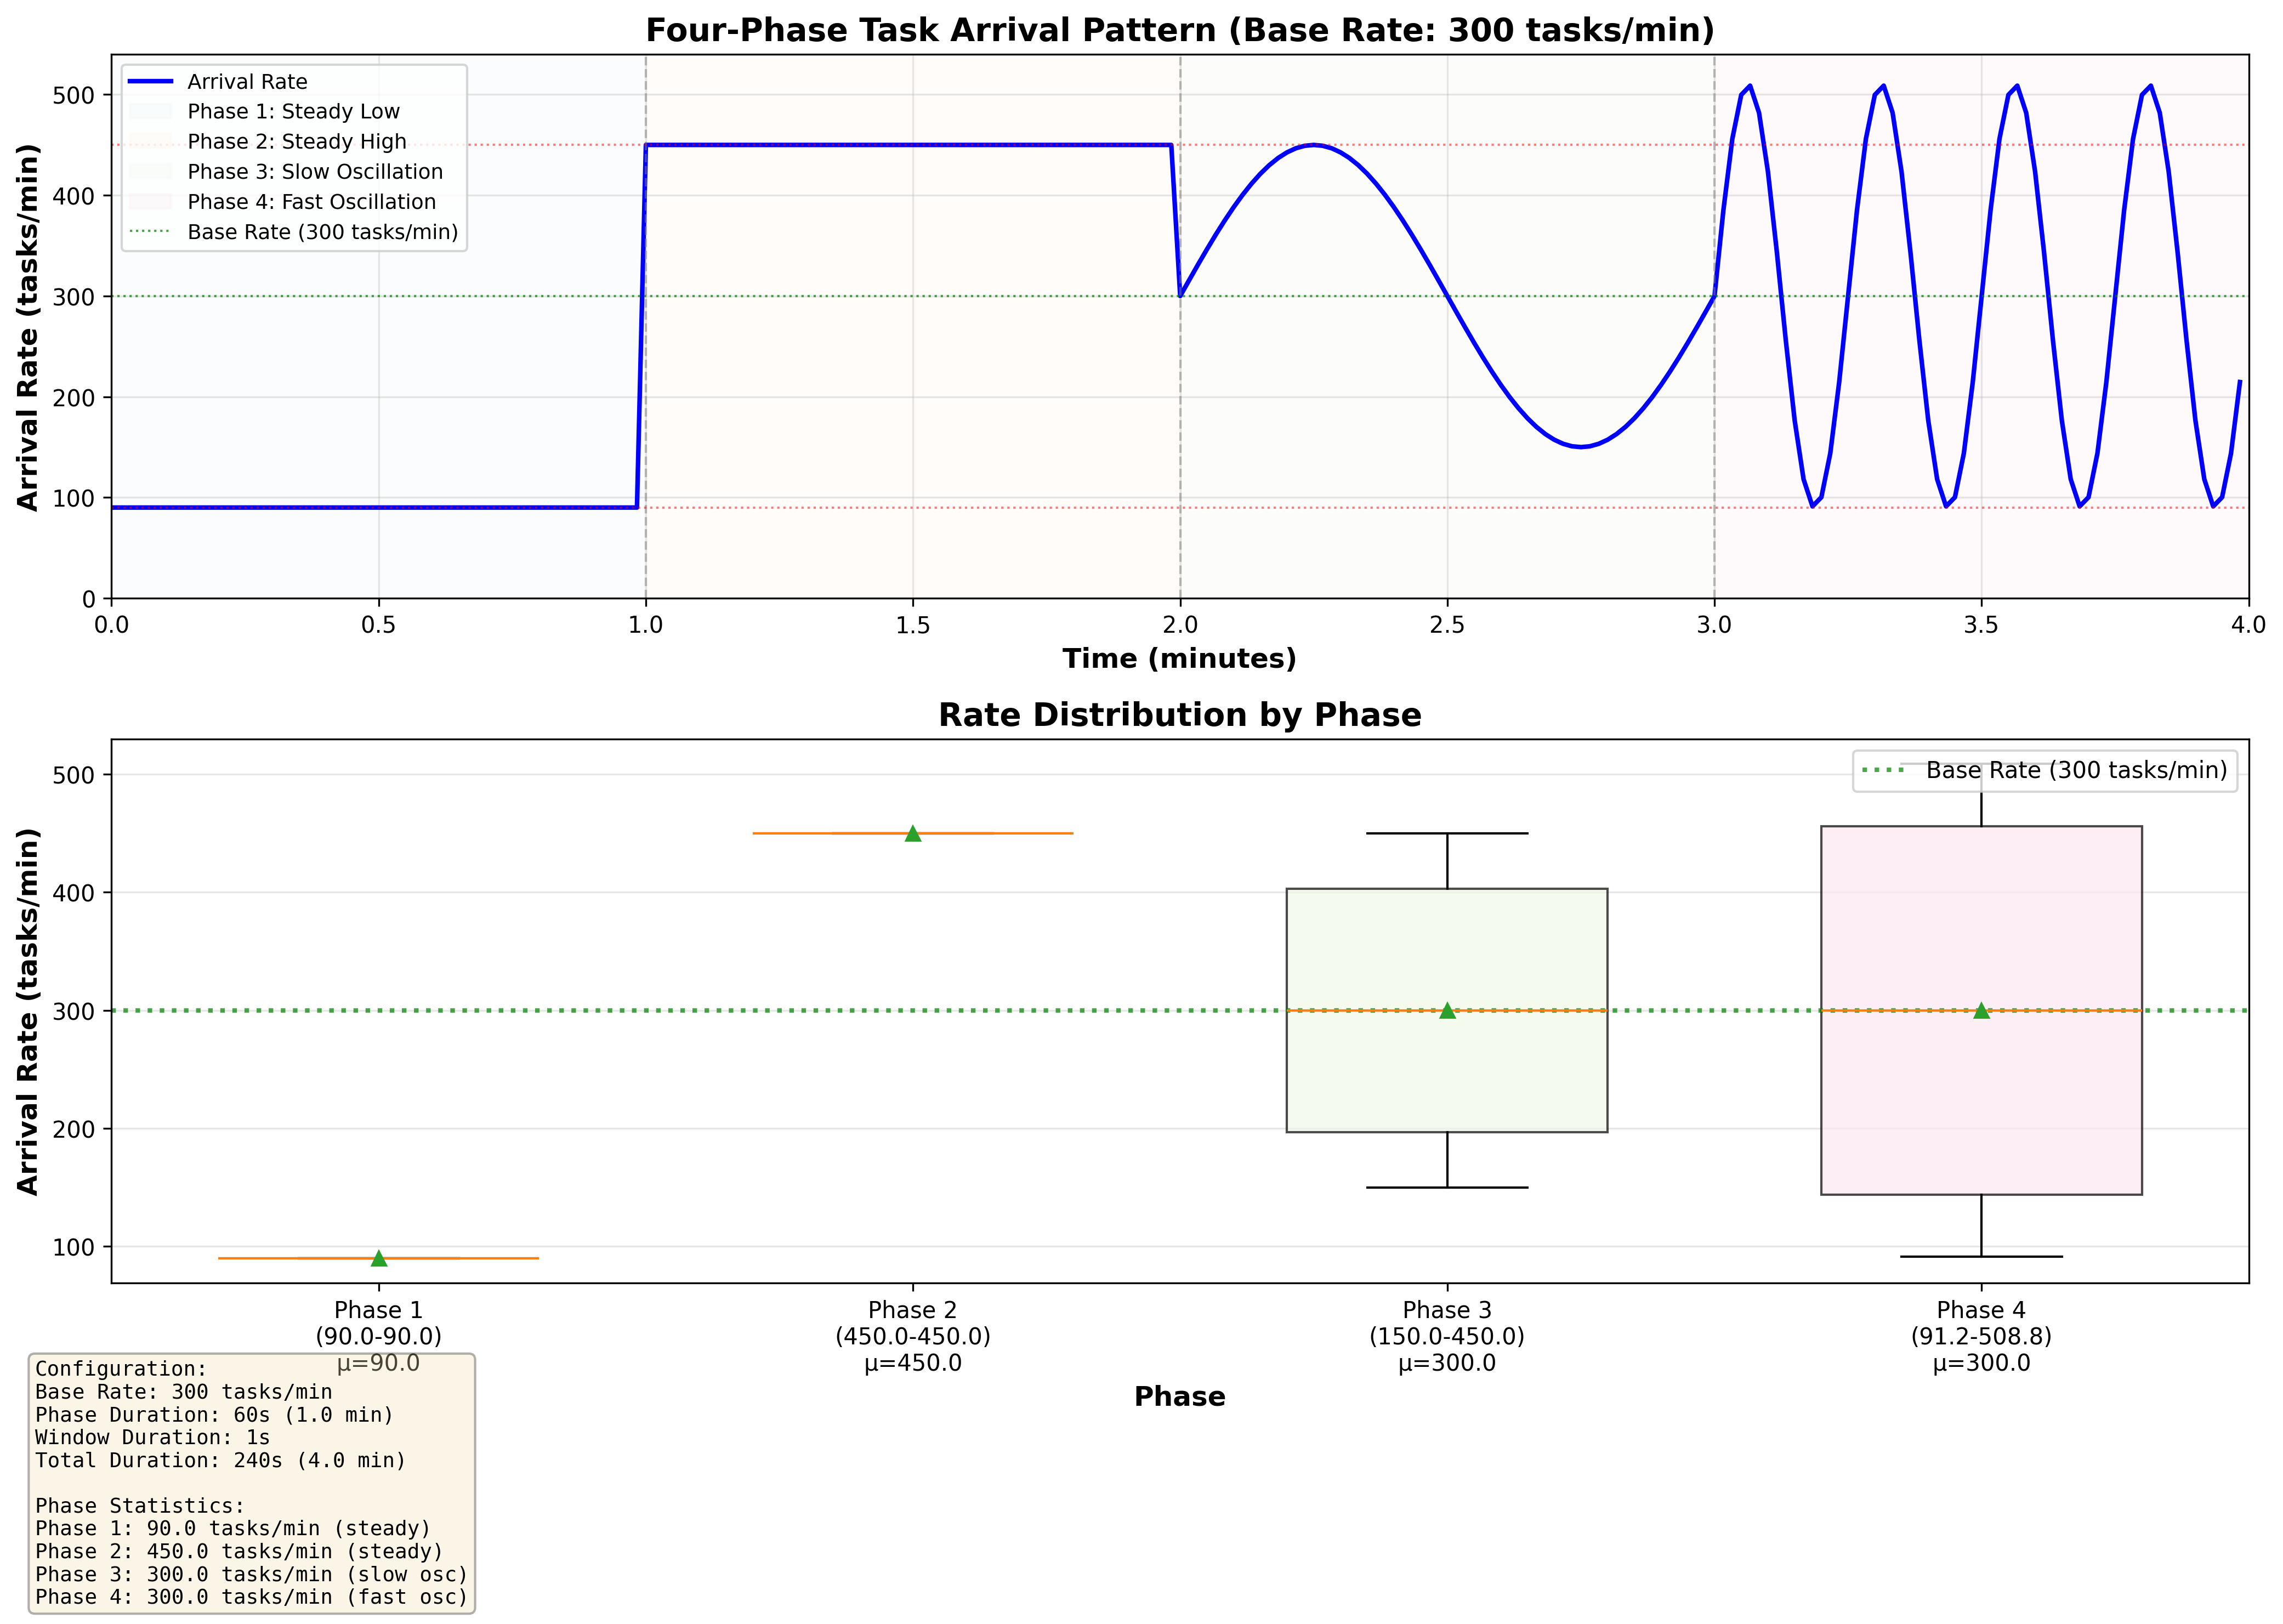 Four-Phase Task Arrival Pattern (Base Rate: 300 tasks/min)
Arrival Rate (tasks/min)
500
400
300
200
100
0
Arrival Rate
Phase 1: Steady Low
Phase 2: Steady High
Phase 3: Slow Oscillation
Phase 4: Fast Oscillation
Base Rate (300 tasks/min)
0.0 0.5 1.0 1.5 2.0 2.5 3.0 3.5 4.0
Time (minutes)
Rate Distribution by Phase
Arrival Rate (tasks/min)
500
400
300
200
100
Base Rate (300 tasks/min)
Phase 1 Phase 2 Phase 3 Phase 4
(90.0-90.0) (450.0-450.0) (150.0-450.0) (91.2-508.8)
μ=90.0 μ=450.0 μ=300.0 μ=300.0
Phase
Configuration:
Base Rate: 300 tasks/min
Phase Duration: 60s (1.0 min)
Window Duration: 1s
Total Duration: 240s (4.0 min)
Phase Statistics:
Phase 1: 90.0 tasks/min (steady)
Phase 2: 450.0 tasks/min (steady)
Phase 3: 300.0 tasks/min (slow osc)
Phase 4: 300.0 tasks/min (fast osc)